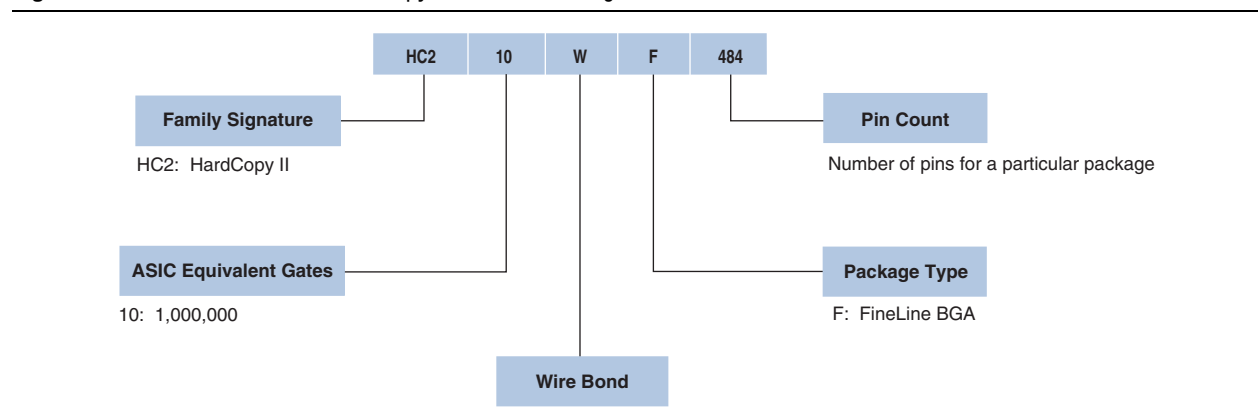 HC2 10 W F 484
Family Signature
HC2: HardCopy II
Pin Count
Number of pins for a particular package
ASIC Equivalent Gates
10: 1,000,000
Package Type
F: FineLine BGA
Wire Bond